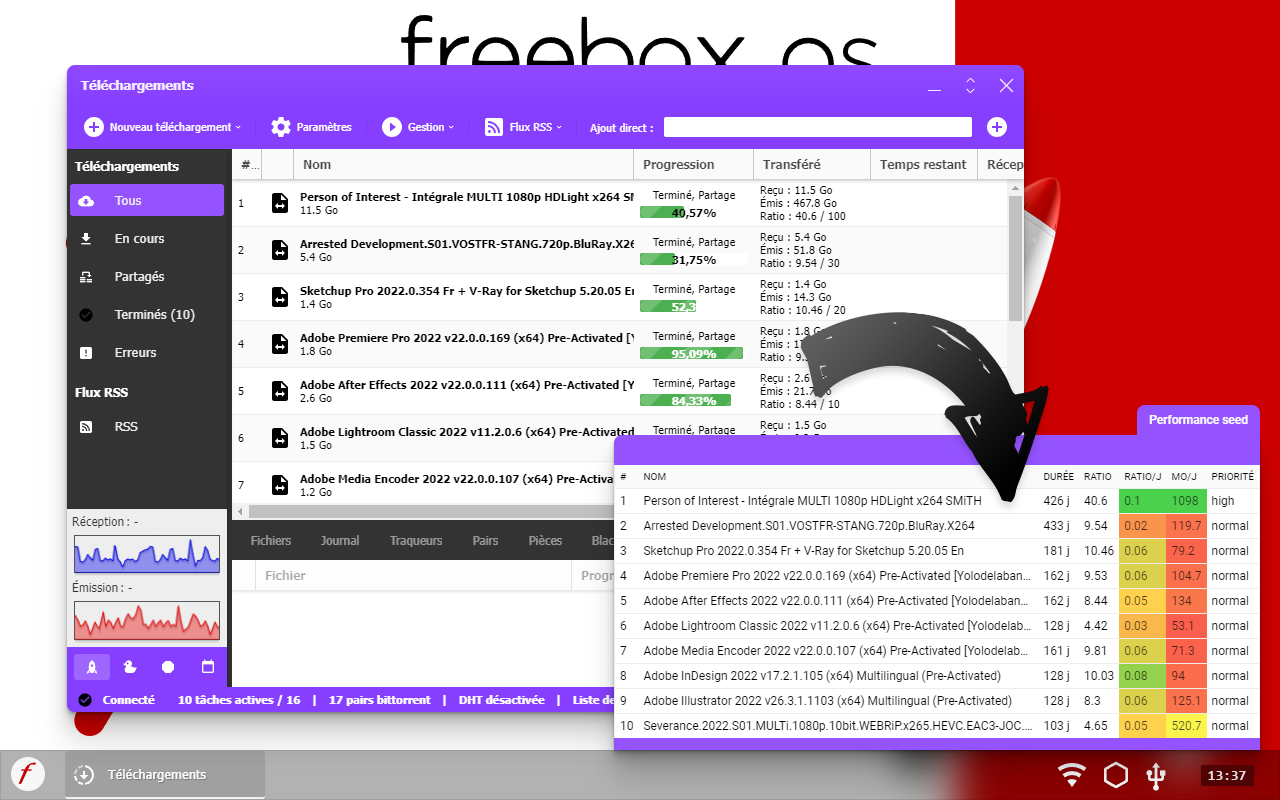 freebox os
Téléchargements
Nouveau téléchargement
Paramètres
Gestion
Flux RSS
Ajout direct :
Téléchargements
Tous
En cours
Partagés
Terminés (10)
Erreurs
Flux RSS
RSS
Réception : -
Émission : -
#... Nom Progression Transféré Temps restant Récep
1 Person of Interest - Intégrale MULTI 1080p HDLight x264 SM
11.5 Go
Terminé, Partage
40,57%
Reçu : 11.5 Go
Émis : 467.8 Go
Ratio : 40.6 / 100
2 Arrested Development.S01.VOSTFR-STANG.720p.BluRay.X26
5.4 Go
Terminé, Partage
31,75%
Reçu : 5.4 Go
Émis : 51.8 Go
Ratio : 9.54 / 30
3 Sketchup Pro 2022.0.354 Fr + V-Ray for Sketchup 5.20.05 En
1.4 Go
Terminé, Partage
52,3
Reçu : 1.4 Go
Émis : 14.3 Go
Ratio : 10.46 / 20
4 Adobe Premiere Pro 2022 v22.0.0.169 (x64) Pre-Activated [
1.8 Go
Terminé, Partage
95,09%
Reçu : 1.8 G
Émis : 1
Ratio : 9.
5 Adobe After Effects 2022 v22.0.0.111 (x64) Pre-Activated [Y
2.6 Go
Terminé, Partage
84,33%
Reçu : 2.6
Émis : 21.7
Ratio : 8.44 / 10
6 Adobe Lightroom Classic 2022 v11.2.0.6 (x64) Pre-Activated
1.5 Go
Terminé, Partage
Reçu : 1.5 Go
7 Adobe Media Encoder 2022 v22.0.0.107 (x64) Pre-Activa
1.2 Go
Fichiers Journal Traqueurs Pairs Pièces Blac
Fichier Progr
Connecté 10 tâches actives / 16 | 17 pairs bittorrent | DHT désactivée | Liste de
Performance seed
# NOM DURÉE RATIO RATIO/J MO/J PRIORITÉ
1 Person of Interest - Intégrale MULTI 1080p HDLight x264 SMiTH 426 j 40.6 0.1 1098 high
2 Arrested Development.S01.VOSTFR-STANG.720p.BluRay.X264 433 j 9.54 0.02 119.7 normal
3 Sketchup Pro 2022.0.354 Fr + V-Ray for Sketchup 5.20.05 En 181 j 10.46 0.06 79.2 normal
4 Adobe Premiere Pro 2022 v22.0.0.169 (x64) Pre-Activated [Yolodelaban... 162 j 9.53 0.06 104.7 normal
5 Adobe After Effects 2022 v22.0.0.111 (x64) Pre-Activated [Yolodelaban... 162 j 8.44 0.05 134 normal
6 Adobe Lightroom Classic 2022 v11.2.0.6 (x64) Pre-Activated [Yolodelab... 128 j 4.42 0.03 53.1 normal
7 Adobe Media Encoder 2022 v22.0.0.107 (x64) Pre-Activated [Yolodelab... 161 j 9.81 0.06 71.3 normal
8 Adobe InDesign 2022 v17.2.1.105 (x64) Multilingual (Pre-Activated) 128 j 10.03 0.08 94 normal
9 Adobe Illustrator 2022 v26.3.1.1103 (x64) Multilingual (Pre-Activated) 128 j 8.3 0.06 125.1 normal
10 Severance.2022.S01.MULTi.1080p.10bit.WEBRiP.x265.HEVC.EAC3-JOC.... 103 j 4.65 0.05 520.7 normal
f Téléchargements 13:37